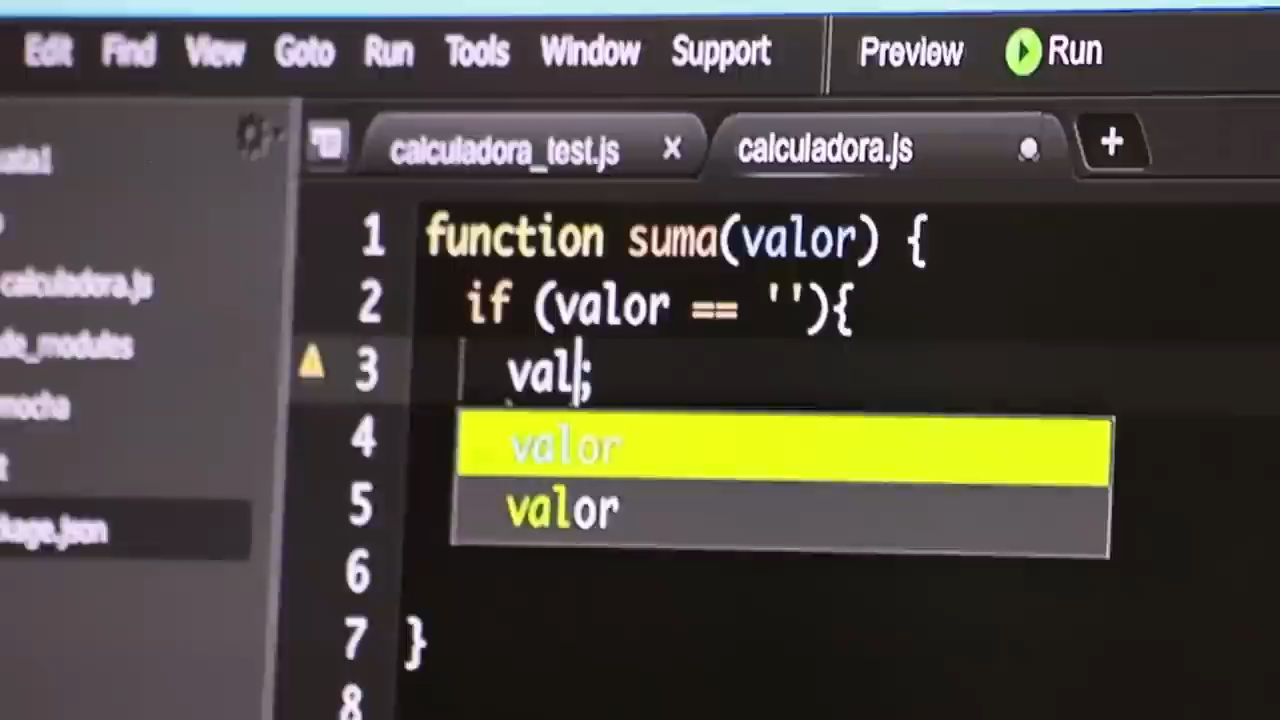 Edit Find View Goto Run Tools Window Support Preview Run
calculadora_test.js x calculadora.js +
1 function suma(valor) {
2 if (valor == ''){
calculadora.js
3 val;
4 valor
5 valor
mocha
6
7 }
8